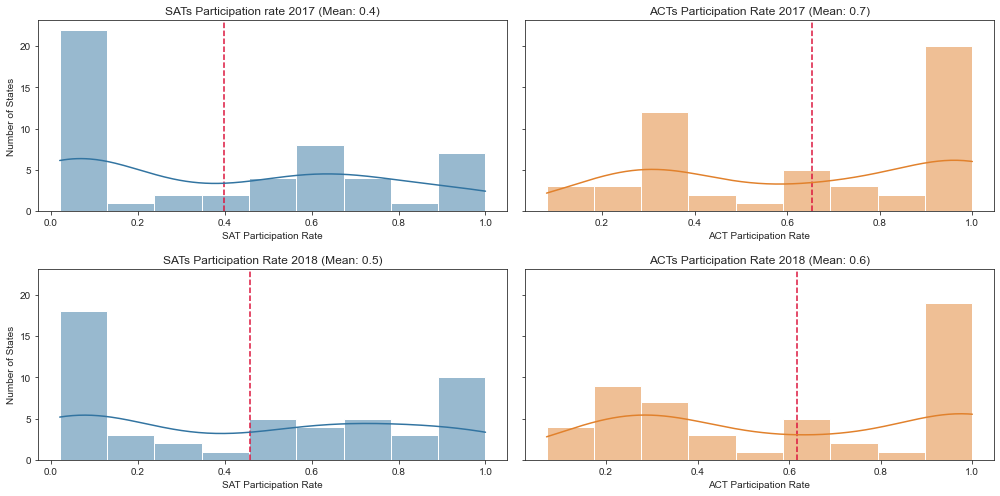 SATs Participation rate 2017 (Mean: 0.4)
20
15
10
5
0
Number of States
0.0 0.2 0.4 0.6 0.8 1.0
SAT Participation Rate
ACTs Participation Rate 2017 (Mean: 0.7)
0.2 0.4 0.6 0.8 1.0
ACT Participation Rate
SATs Participation Rate 2018 (Mean: 0.5)
20
15
10
5
0
Number of States
0.0 0.2 0.4 0.6 0.8 1.0
SAT Participation Rate
ACTs Participation Rate 2018 (Mean: 0.6)
0.2 0.4 0.6 0.8 1.0
ACT Participation Rate